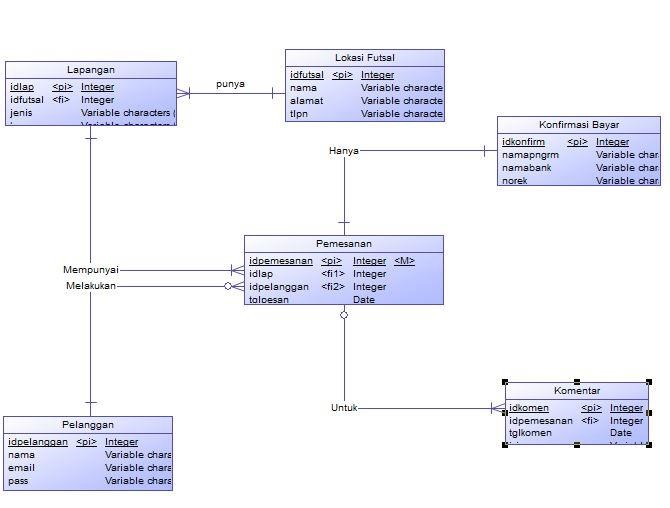 Lapangan
idlap <pi> Integer
idfutsal <fi> Integer
jenis Variable characters (
punya
Lokasi Futsal
idfutsal <pi> Integer
nama Variable characte
alamat Variable characte
tlpn Variable characte
Konfirmasi Bayar
idkonfirm <pi> Integer
namapngrm Variable char
namabank Variable char
norek Variable char
Hanya
Pemesanan
idpemesanan <pi> Integer <M>
idlap <fi1> Integer
idpelanggan <fi2> Integer
tglpesan Date
Mempunyai
Melakukan
Untuk
Komentar
idkomen <pi> Integer
idpemesanan <fi> Integer
tglkomen Date
Pelanggan
idpelanggan <pi> Integer
nama Variable chara
email Variable chara
pass Variable chara